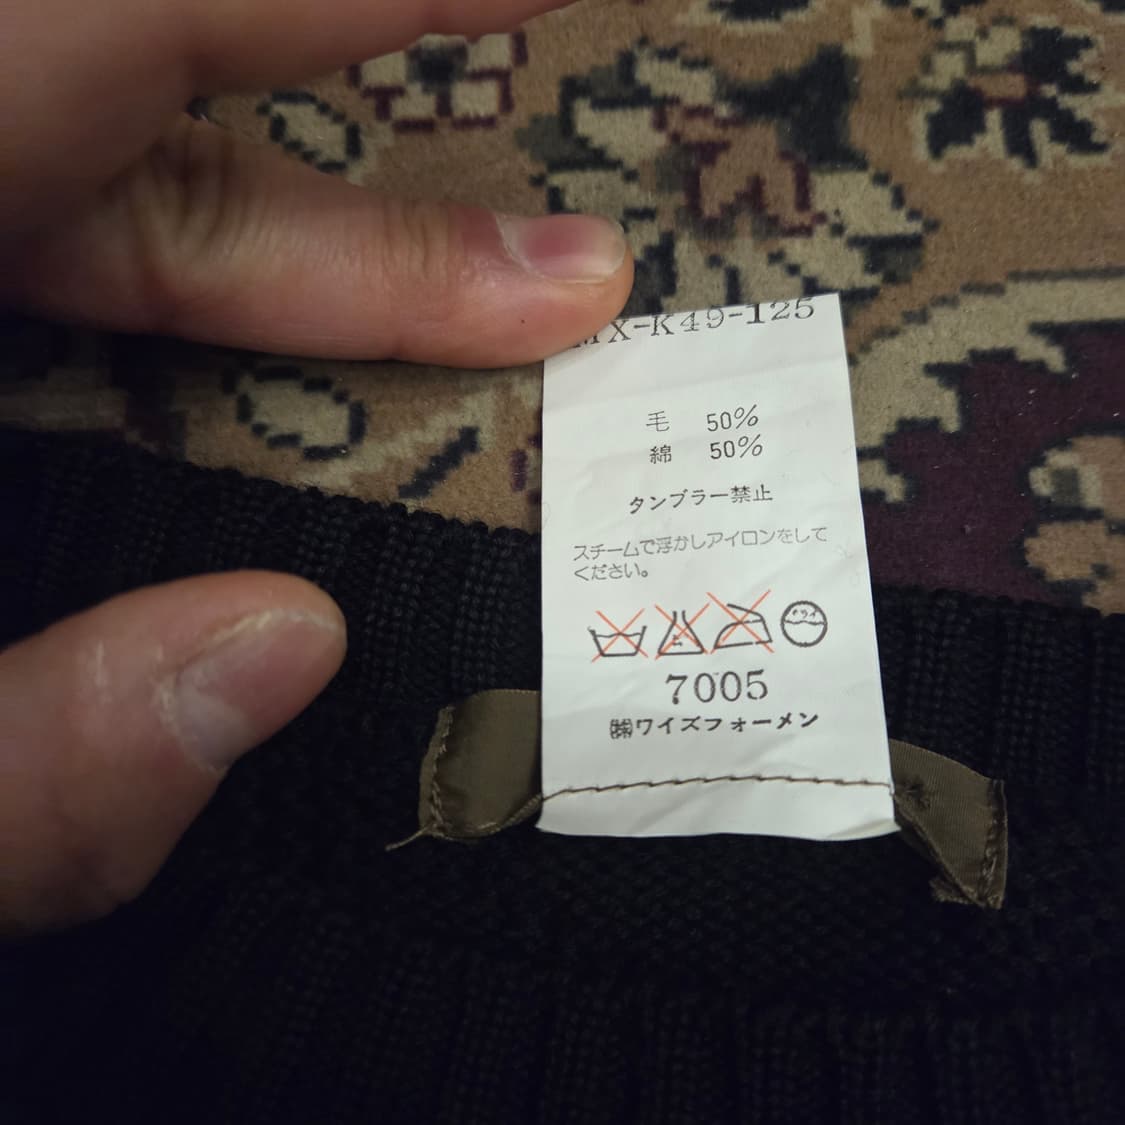 MX-K49-125
毛 50%
綿 50%
タンブラー禁止
スチームで浮かしアイロンをして
ください。
ドライ
7005
㈱ワイズフォーメン